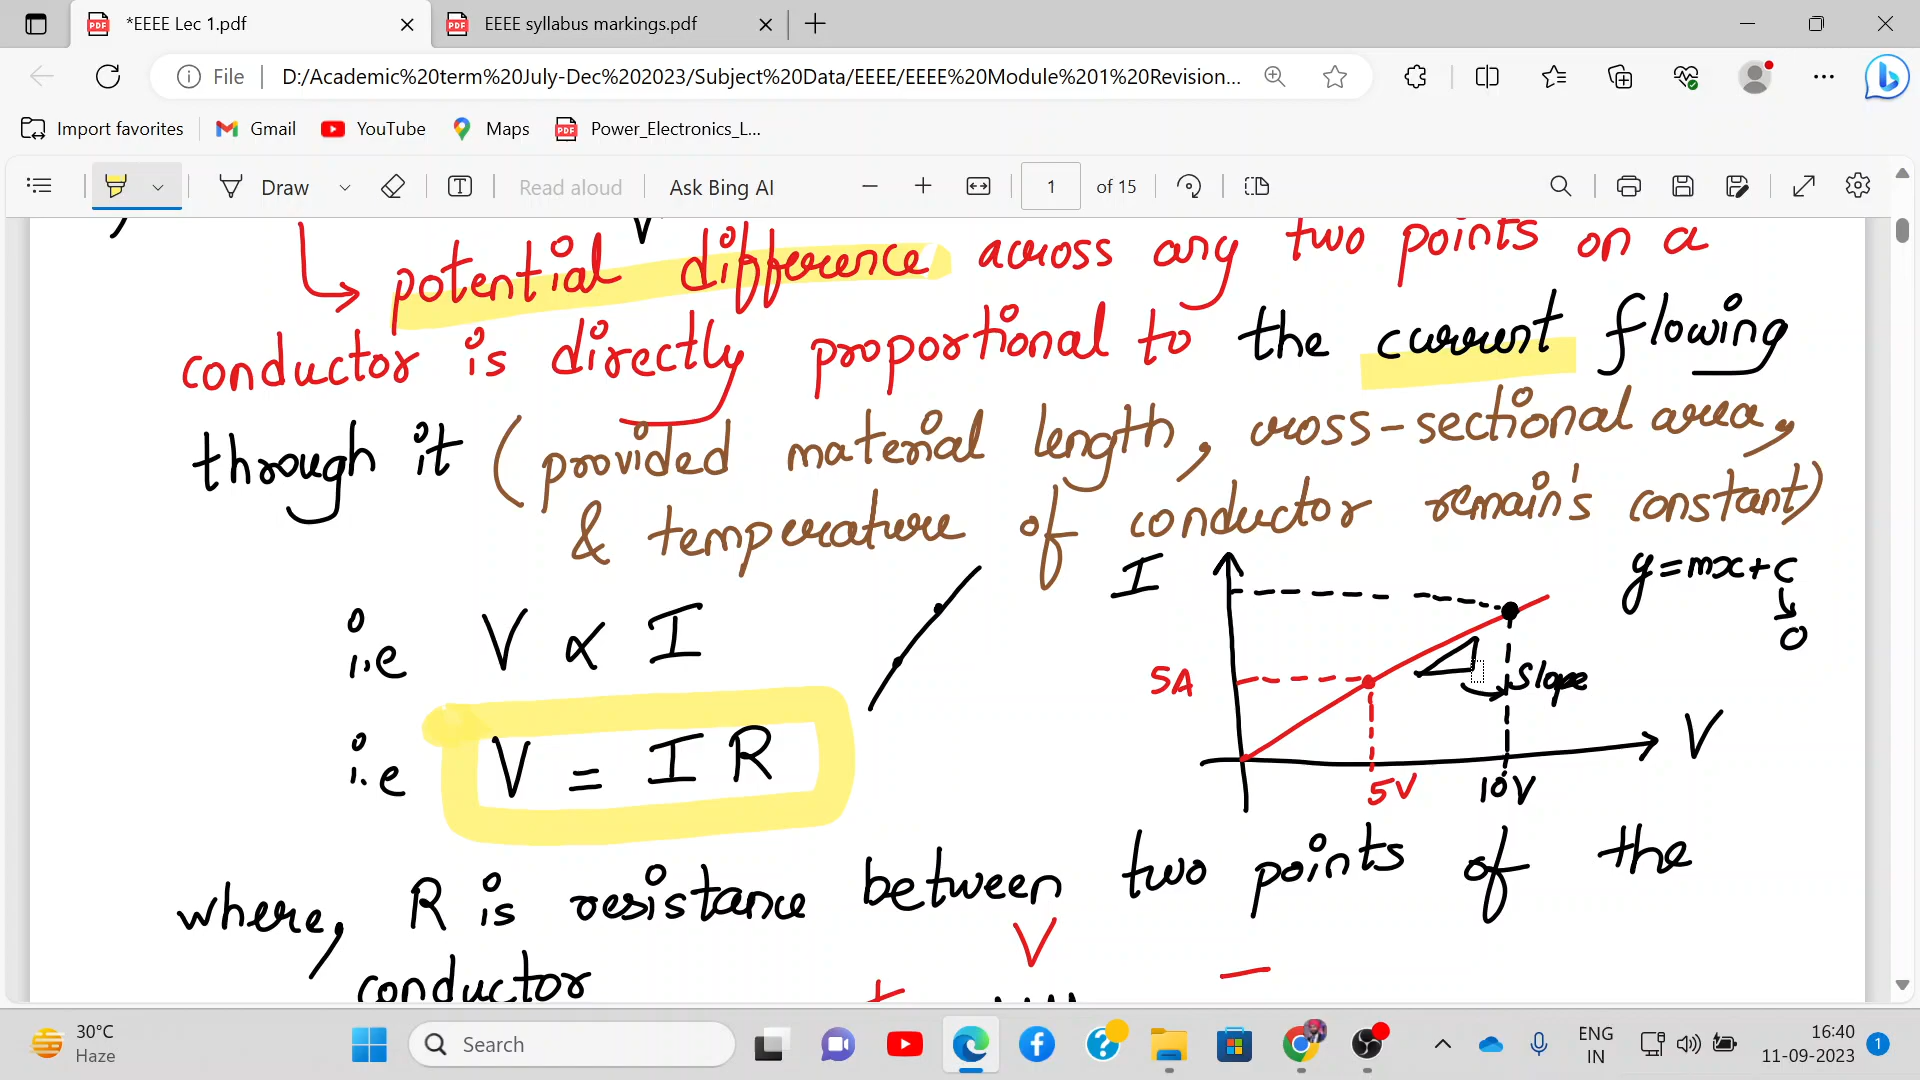 *EEEE Lec 1.pdf
EEEE syllabus markings.pdf
File
D:/Academic%20term%20July-Dec%202023/Subject%20Data/EEEE/EEEE%20Module%201%20Revision...
Import favorites
Gmail
YouTube
Maps
Power_Electronics_L...
Draw
Read aloud
Ask Bing AI
1
of 15
potential difference across any two points on a
conductor is directly proportional to the current flowing
through it (provided material length, cross-sectional area,
& temperature of conductor remain's constant)
I
y=mx+c
0
i.e V ∝ I
5A
Slope
V
i.e V = I R
5V
10V
where, R is resistance between two points of the
V
conductor
30°C
Haze
Search
ENG
IN
16:40
11-09-2023
1